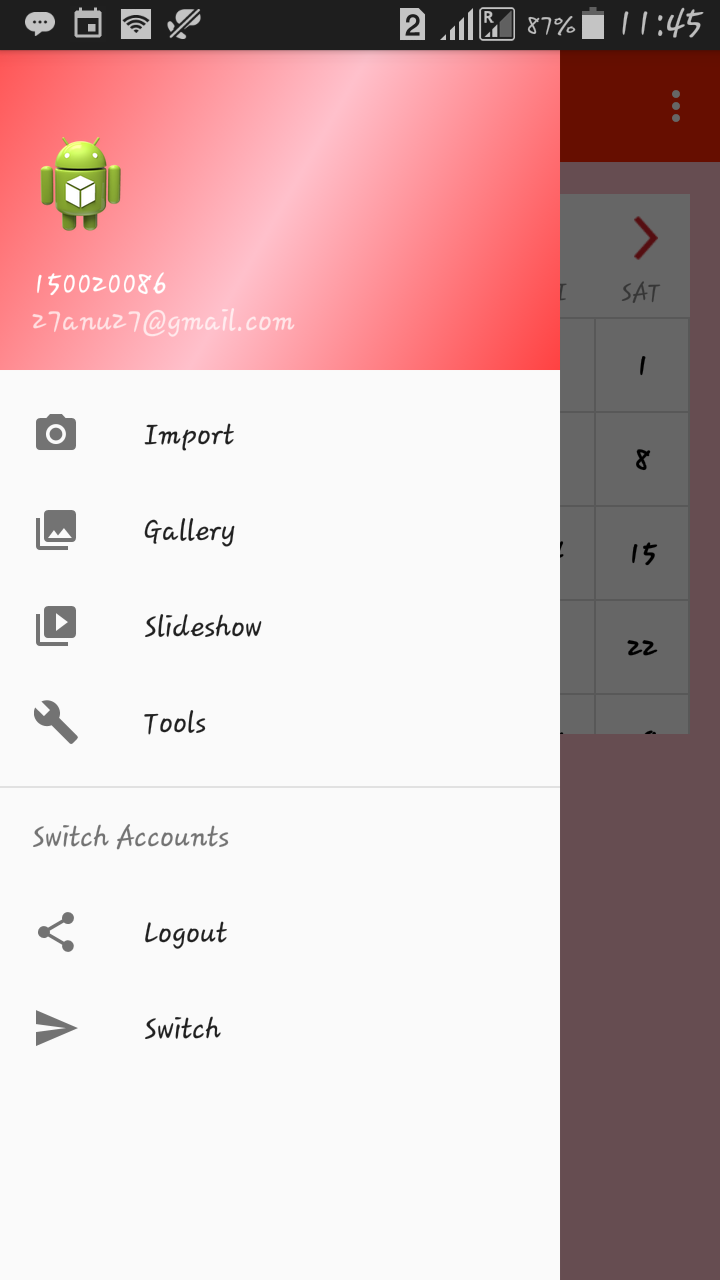 2 R 87% 11:45
150020086
27anu27@gmail.com
SAT
1
Import
8
Gallery
15
Slideshow
22
Tools
Switch Accounts
Logout
Switch